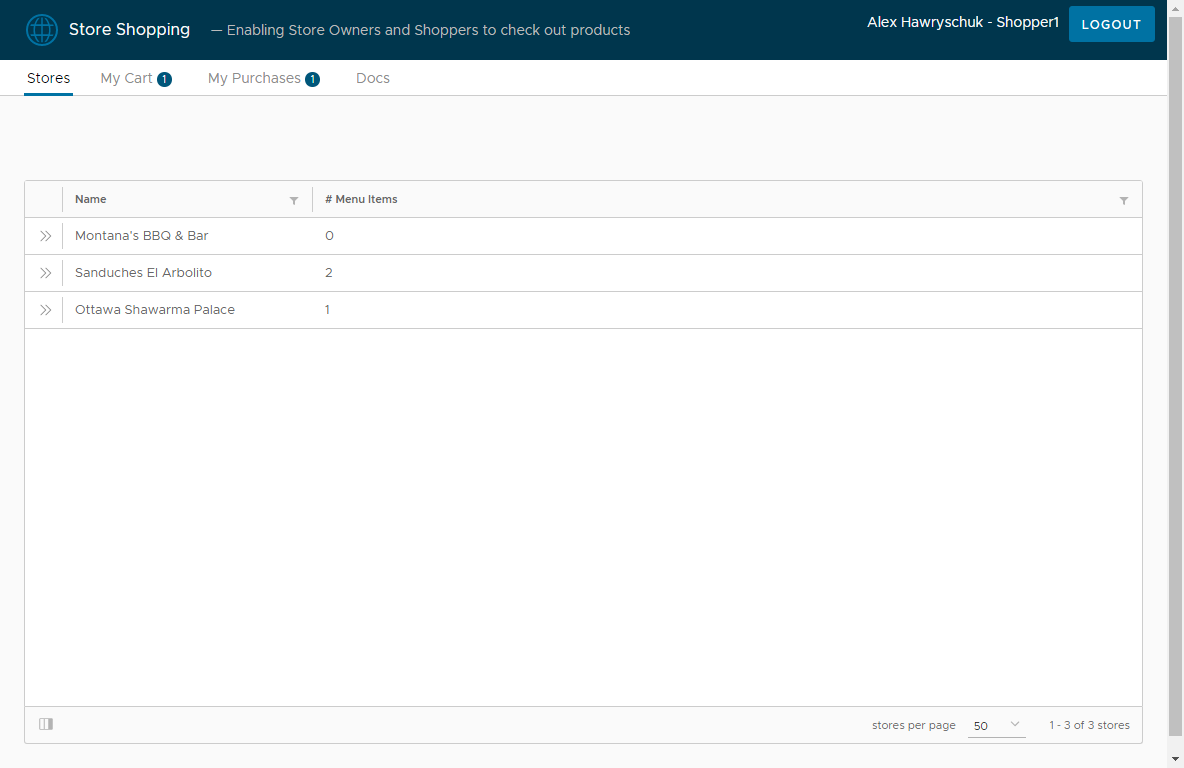 Store Shopping — Enabling Store Owners and Shoppers to check out products Alex Hawryschuk - Shopper1 LOGOUT
Stores My Cart 1 My Purchases 1 Docs
Name # Menu Items
Montana's BBQ & Bar 0
Sanduches El Arbolito 2
Ottawa Shawarma Palace 1
stores per page 50 1 - 3 of 3 stores